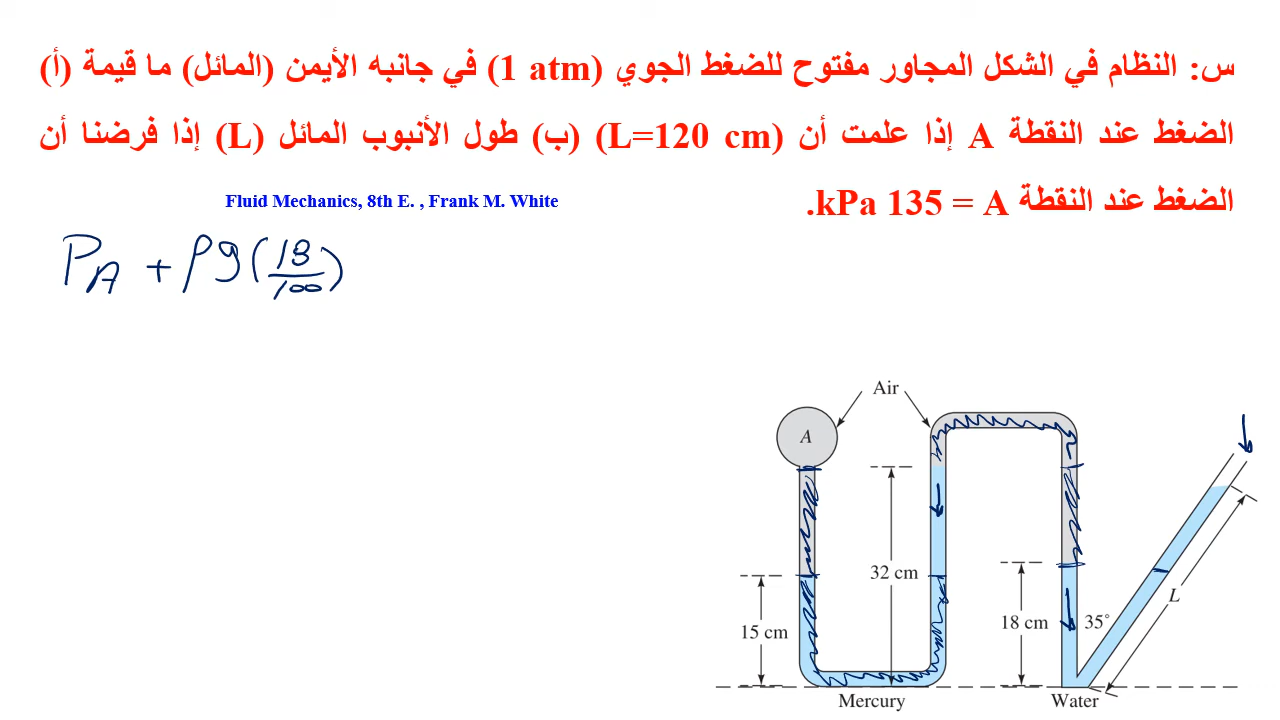 س: النظام في الشكل المجاور مفتوح للضغط الجوي (1 atm) في جانبه الأيمن (المائل) ما قيمة (أ)
الضغط عند النقطة A إذا علمت أن (L=120 cm) (ب) طول الأنبوب المائل (L) إذا فرضنا أن
الضغط عند النقطة A = 135 kPa.
Fluid Mechanics, 8th E. , Frank M. White
P_A + ρg(18/100)
Air
A
32 cm
15 cm
18 cm
35°
L
Mercury
Water